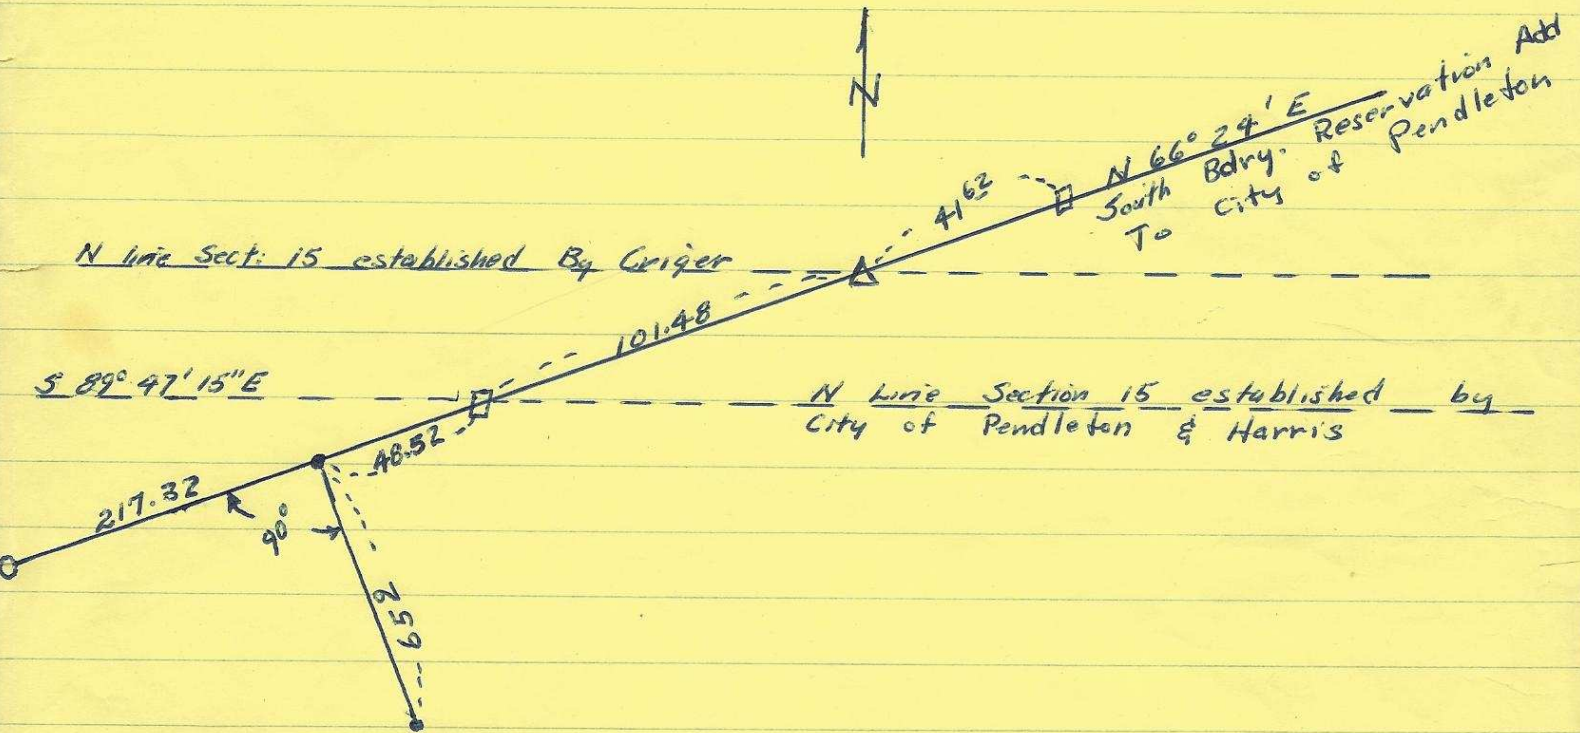 N
N 66° 24' E
South Bdry. Reservation Add
To City of Pendleton
41 62
N line Sect. 15 established By Criger
101.48
S 89° 47' 15" E
N Line Section 15 established by
City of Pendleton & Harris
48.52
217.32
90°
652